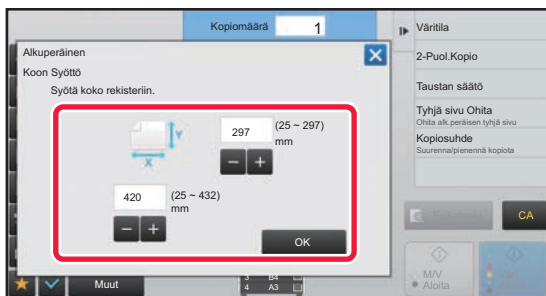 Kopiomäärä 1
Alkuperäinen
Koon Syöttö
Syötä koko rekisteriin.
Y
X
297 (25 ~ 297)
mm
420 (25 ~ 432)
mm
OK
Muut
3 B4
4 A3
Väritila
2-Puol.Kopio
Taustan säätö
Tyhjä sivu Ohita
Ohita alk.peräisen tyhjä sivu
Kopiosuhde
Suurenna/pienennä kopiota
CA
M/V
Aloita